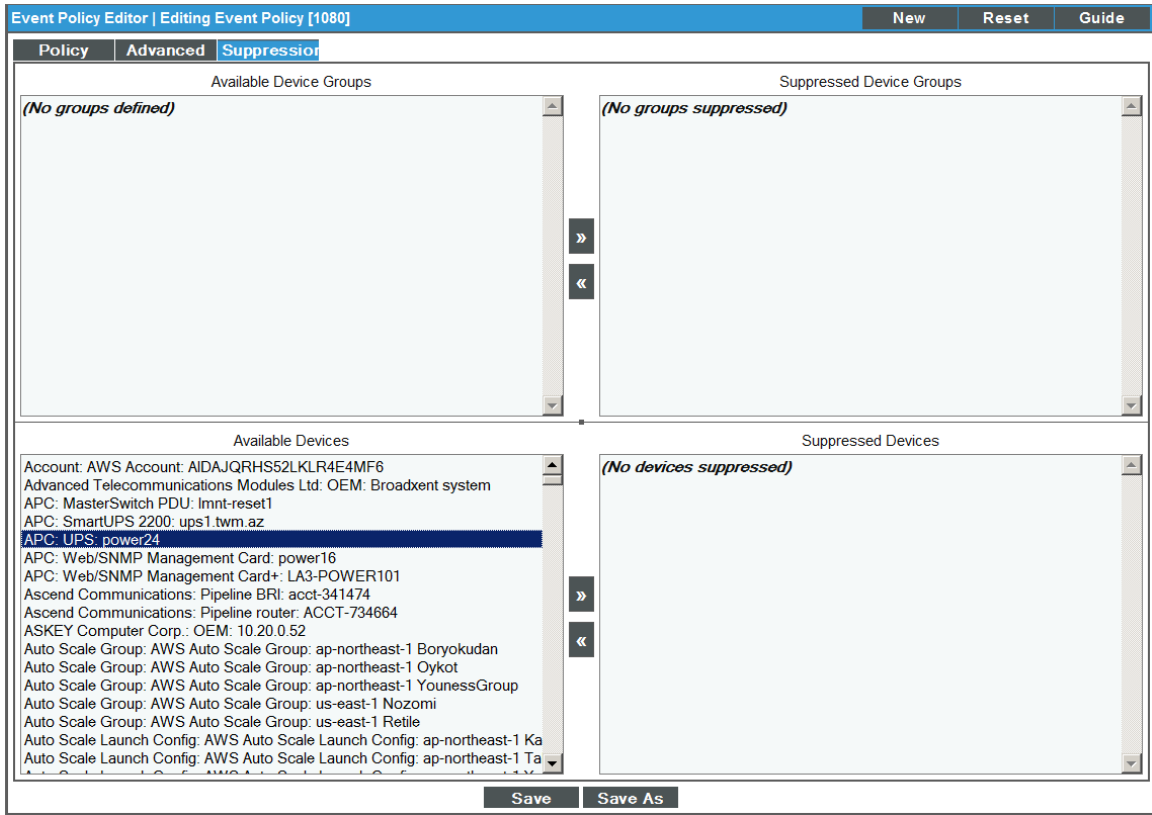 Event Policy Editor | Editing Event Policy [1080]
New
Reset
Guide
Policy
Advanced
Suppression
Available Device Groups
Suppressed Device Groups
(No groups defined)
(No groups suppressed)
»
«
Available Devices
Suppressed Devices
Account: AWS Account: AIDAJQRHS52LKLR4E4MF6
Advanced Telecommunications Modules Ltd: OEM: Broadxent system
APC: MasterSwitch PDU: lmnt-reset1
APC: SmartUPS 2200: ups1.twm.az
APC: UPS: power24
APC: Web/SNMP Management Card: power16
APC: Web/SNMP Management Card+: LA3-POWER101
Ascend Communications: Pipeline BRI: acct-341474
Ascend Communications: Pipeline router: ACCT-734664
ASKEY Computer Corp.: OEM: 10.20.0.52
Auto Scale Group: AWS Auto Scale Group: ap-northeast-1 Boryokudan
Auto Scale Group: AWS Auto Scale Group: ap-northeast-1 Oykot
Auto Scale Group: AWS Auto Scale Group: ap-northeast-1 YounessGroup
Auto Scale Group: AWS Auto Scale Group: us-east-1 Nozomi
Auto Scale Group: AWS Auto Scale Group: us-east-1 Retile
Auto Scale Launch Config: AWS Auto Scale Launch Config: ap-northeast-1 Ka
Auto Scale Launch Config: AWS Auto Scale Launch Config: ap-northeast-1 Ta
(No devices suppressed)
»
«
Save
Save As